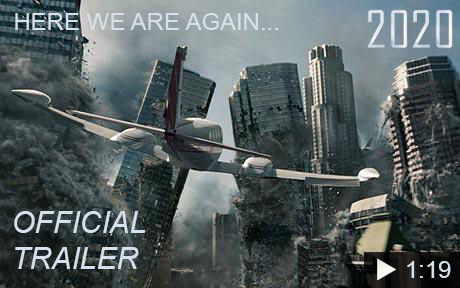 HERE WE ARE AGAIN...
2020
OFFICIAL
TRAILER
1:19